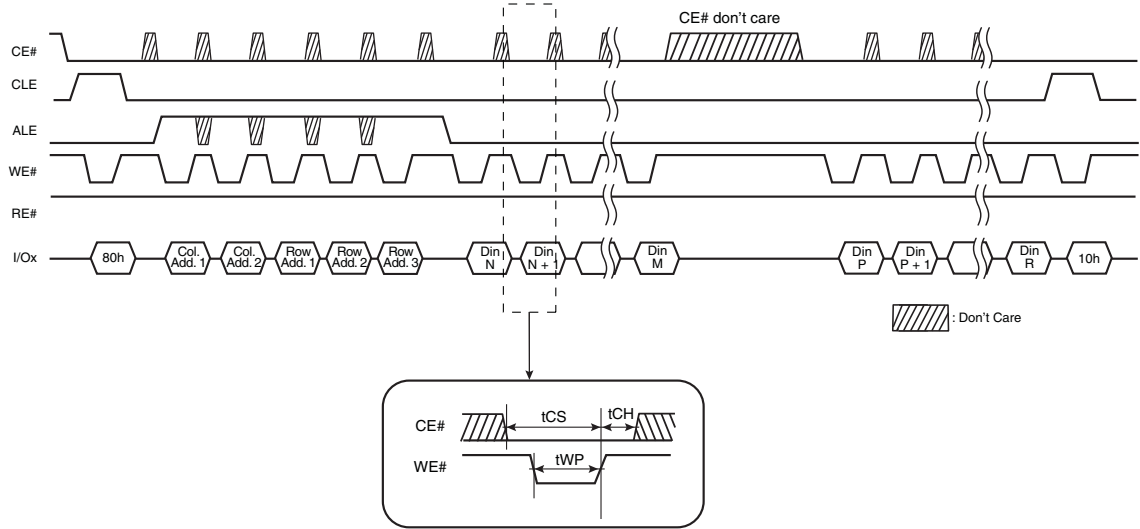 CE# don't care
CE#
CLE
ALE
WE#
RE#
I/Ox
80h
Col.
Add. 1
Col.
Add. 2
Row
Add. 1
Row
Add. 2
Row
Add. 3
Din
N
Din
N + 1
Din
M
Din
P
Din
P + 1
Din
R
10h
: Don't Care
CE#
tCS
tCH
WE#
tWP